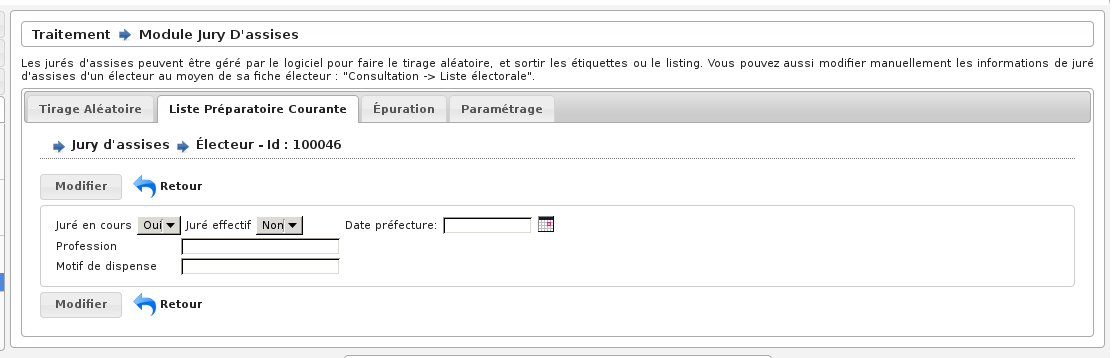 Traitement Module Jury D'assises
Les jurés d'assises peuvent être géré par le logiciel pour faire le tirage aléatoire, et sortir les étiquettes ou le listing. Vous pouvez aussi modifier manuellement les informations de juré
d'assises d'un électeur au moyen de sa fiche électeur : "Consultation -> Liste électorale".
Tirage Aléatoire Liste Préparatoire Courante Épuration Paramétrage
Jury d'assises Électeur - Id : 100046
Modifier Retour
Juré en cours Oui Juré effectif Non Date préfecture:
Profession
Motif de dispense
Modifier Retour